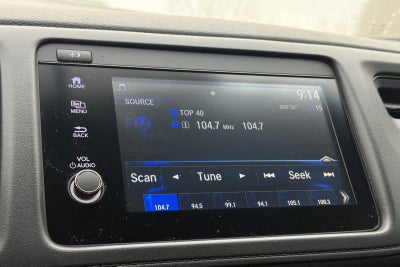 HOME
MENU
BACK
VOL
AUDIO
9:14
SOURCE
TOP 40
FM
1 104.7 MHz 104.7
Scan
Tune
Seek
104.7 94.5 99.1 94.1 105.1 100.3